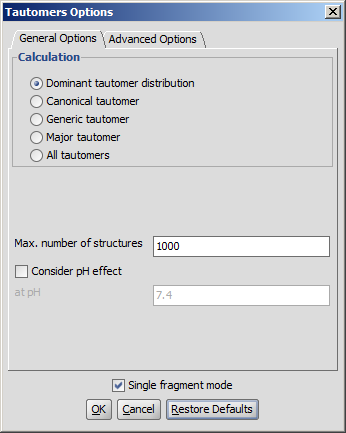 Tautomers Options
General Options Advanced Options
Calculation
Dominant tautomer distribution
Canonical tautomer
Generic tautomer
Major tautomer
All tautomers
Max. number of structures 1000
Consider pH effect
at pH 7.4
Single fragment mode
OK Cancel Restore Defaults